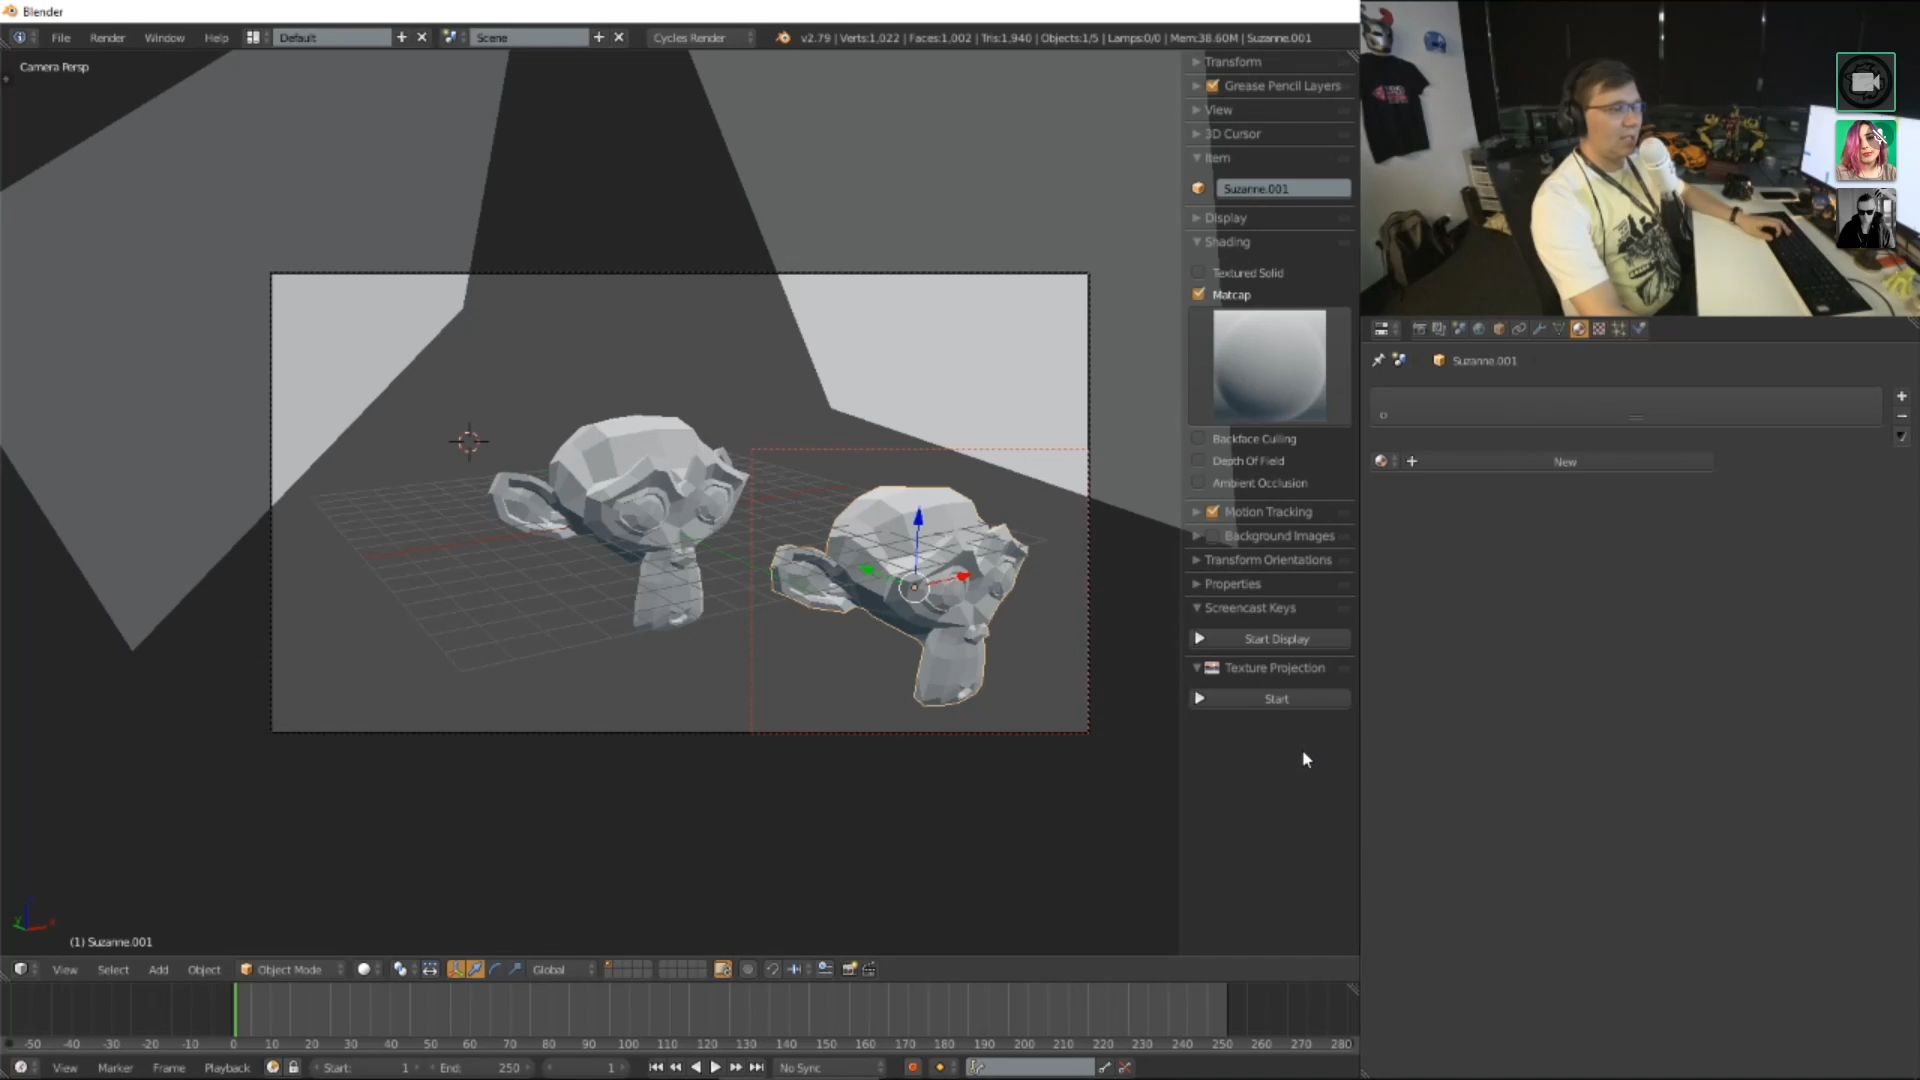 Blender
File
Render
Window
Help
Default
Scene
Cycles Render
v2.79 | Verts:1,022 | Faces:1,002 | Tris:1,940 | Objects:1/5 | Lamps:0/0 | Mem:38.60M | Suzanne.001
Camera Persp
Transform
Grease Pencil Layers
View
3D Cursor
Item
Suzanne.001
Display
Shading
Textured Solid
Matcap
Backface Culling
Depth Of Field
Ambient Occlusion
Motion Tracking
Background Images
Transform Orientations
Properties
Screencast Keys
Start Display
Texture Projection
Start
Suzanne.001
New
(1) Suzanne.001
View
Select
Add
Object
Object Mode
Global
-50 -40 -30 -20 -10 0 10 20 30 40 50 60 70 80 90 100 110 120 130 140 150 160 170 180 190 200 210 220 230 240 250 260 270 280
View
Marker
Frame
Playback
Start: 1
End: 250
1
No Sync